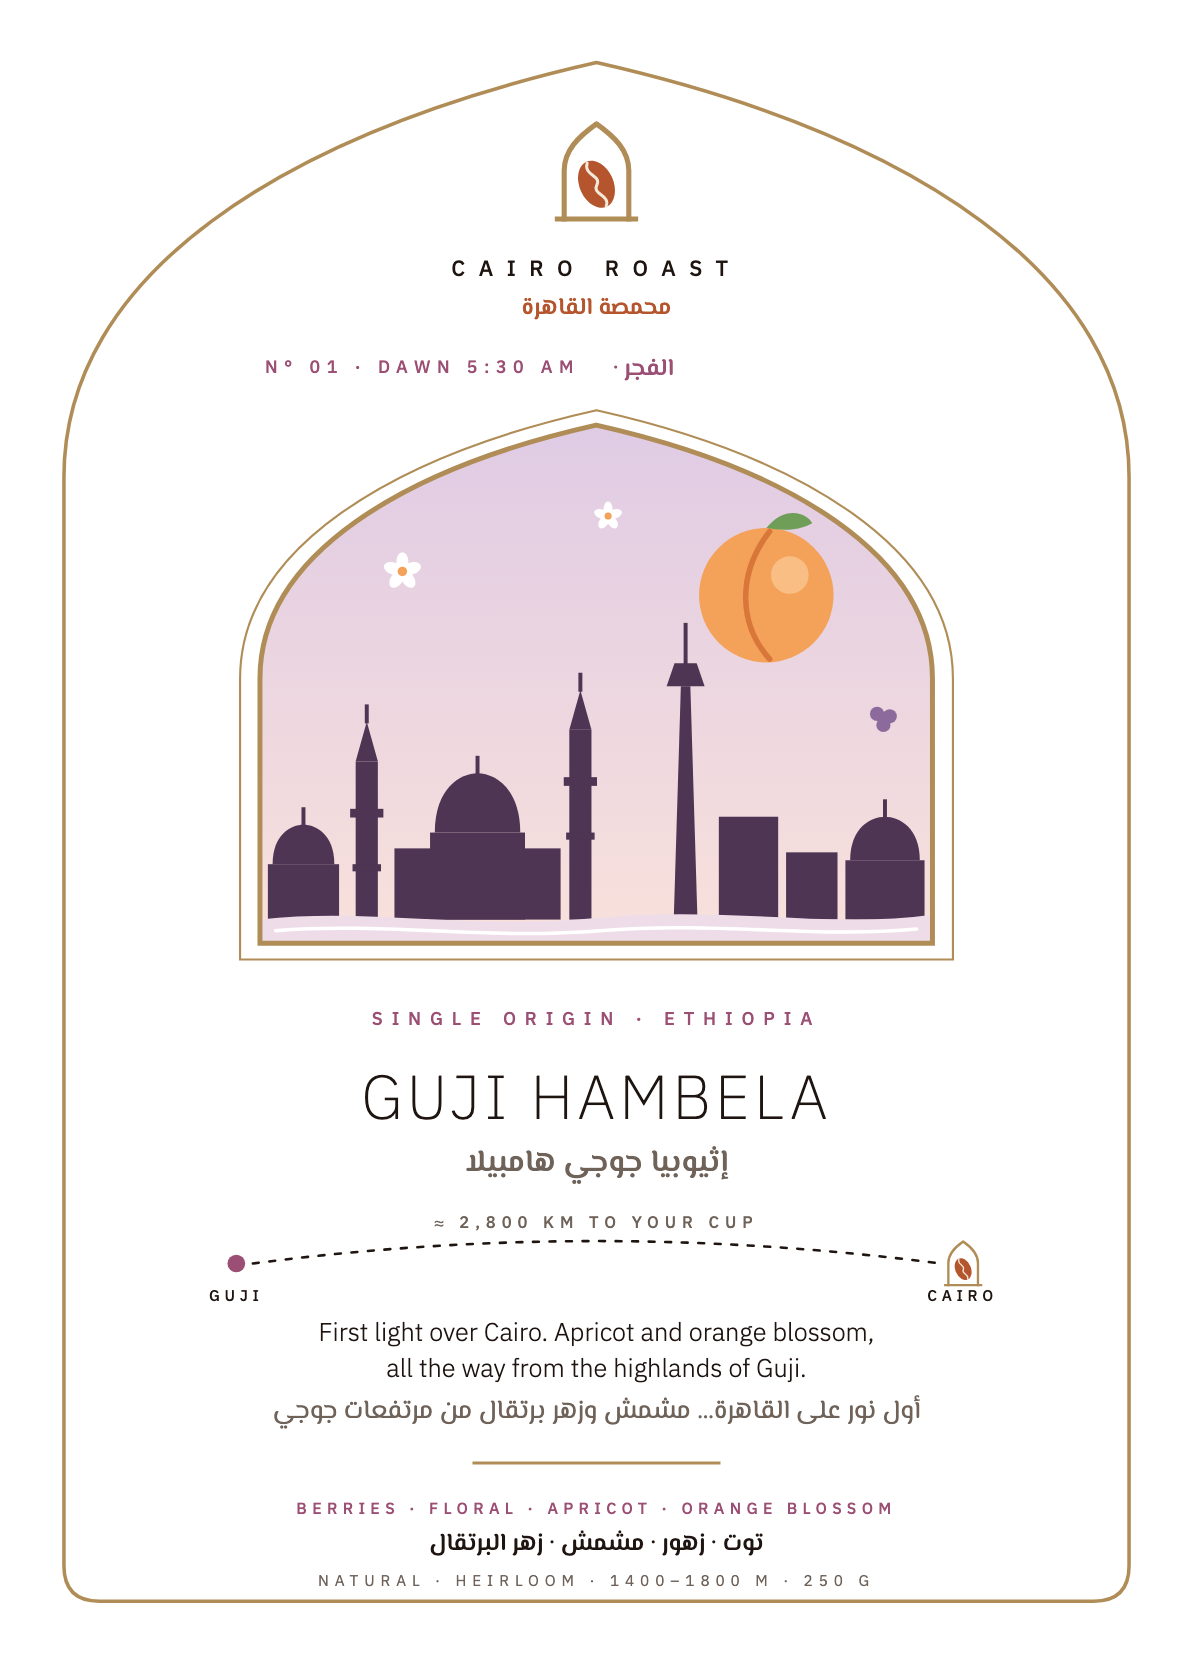 CAIRO ROAST
محمصة القاهرة
Nº 01 · DAWN 5:30 AM · الفجر
SINGLE ORIGIN · ETHIOPIA
GUJI HAMBELA
إثيوبيا جوجي هامبيلا
≈ 2,800 KM TO YOUR CUP
GUJI
CAIRO
First light over Cairo. Apricot and orange blossom,
all the way from the highlands of Guji.
أول نور على القاهرة... مشمش وزهر برتقال من مرتفعات جوجي
BERRIES · FLORAL · APRICOT · ORANGE BLOSSOM
توت · زهور · مشمش · زهر البرتقال
NATURAL · HEIRLOOM · 1400–1800 M · 250 G